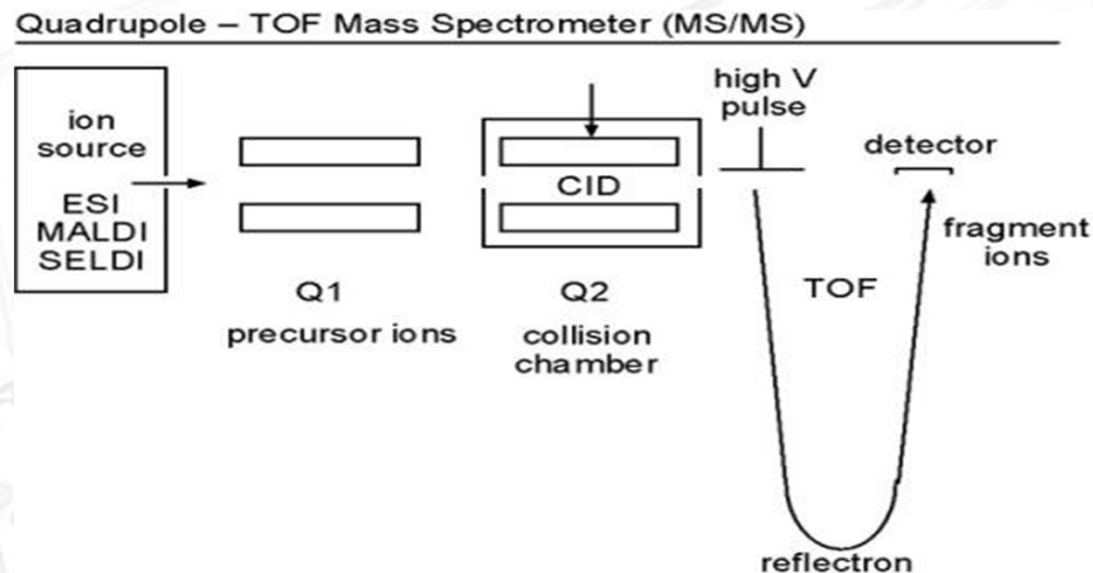 Quadrupole – TOF Mass Spectrometer (MS/MS)
ion
source
ESI
MALDI
SELDI
Q1
precursor ions
CID
Q2
collision
chamber
high V
pulse
detector
fragment
ions
TOF
reflectron